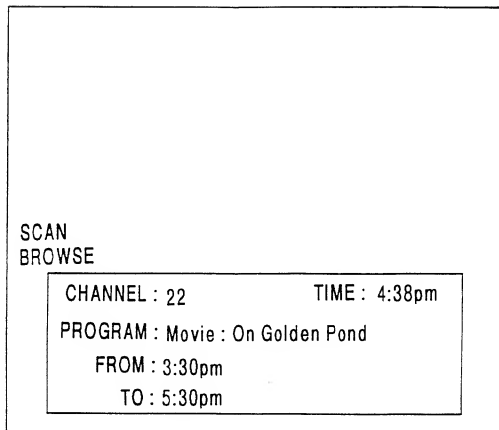 SCAN
BROWSE
CHANNEL : 22 TIME : 4:38pm
PROGRAM : Movie : On Golden Pond
FROM : 3:30pm
TO : 5:30pm